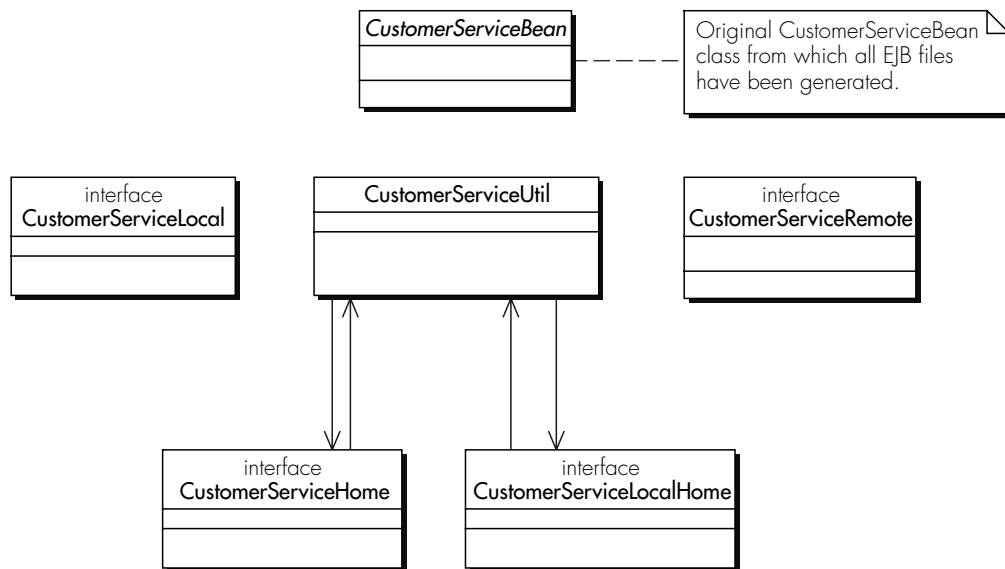 CustomerServiceBean
Original CustomerServiceBean
class from which all EJB files
have been generated.
interface
CustomerServiceLocal
CustomerServiceUtil
interface
CustomerServiceRemote
interface
CustomerServiceHome
interface
CustomerServiceLocalHome